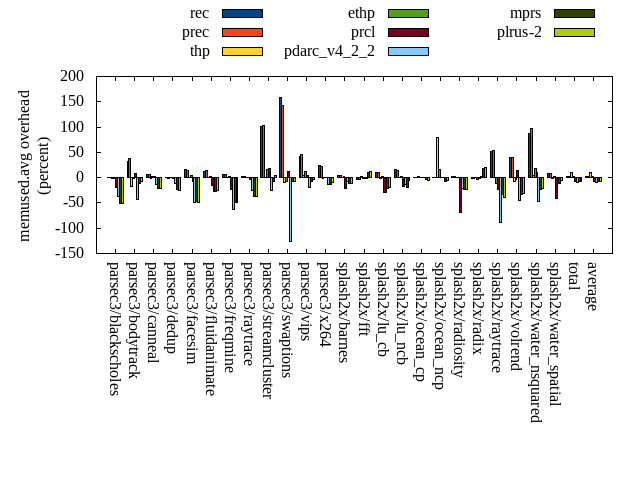 rec
prec
thp
ethp
prcl
pdarc_v4_2_2
mprs
plrus-2
memused.avg overhead
(percent)
200
150
100
50
0
-50
-100
-150
parsec3/blackscholes
parsec3/bodytrack
parsec3/canneal
parsec3/dedup
parsec3/facesim
parsec3/fluidanimate
parsec3/freqmine
parsec3/raytrace
parsec3/streamcluster
parsec3/swaptions
parsec3/vips
parsec3/x264
splash2x/barnes
splash2x/fft
splash2x/lu_cb
splash2x/lu_ncb
splash2x/ocean_cp
splash2x/ocean_ncp
splash2x/radiosity
splash2x/radix
splash2x/raytrace
splash2x/volrend
splash2x/water_nsquared
splash2x/water_spatial
total
average